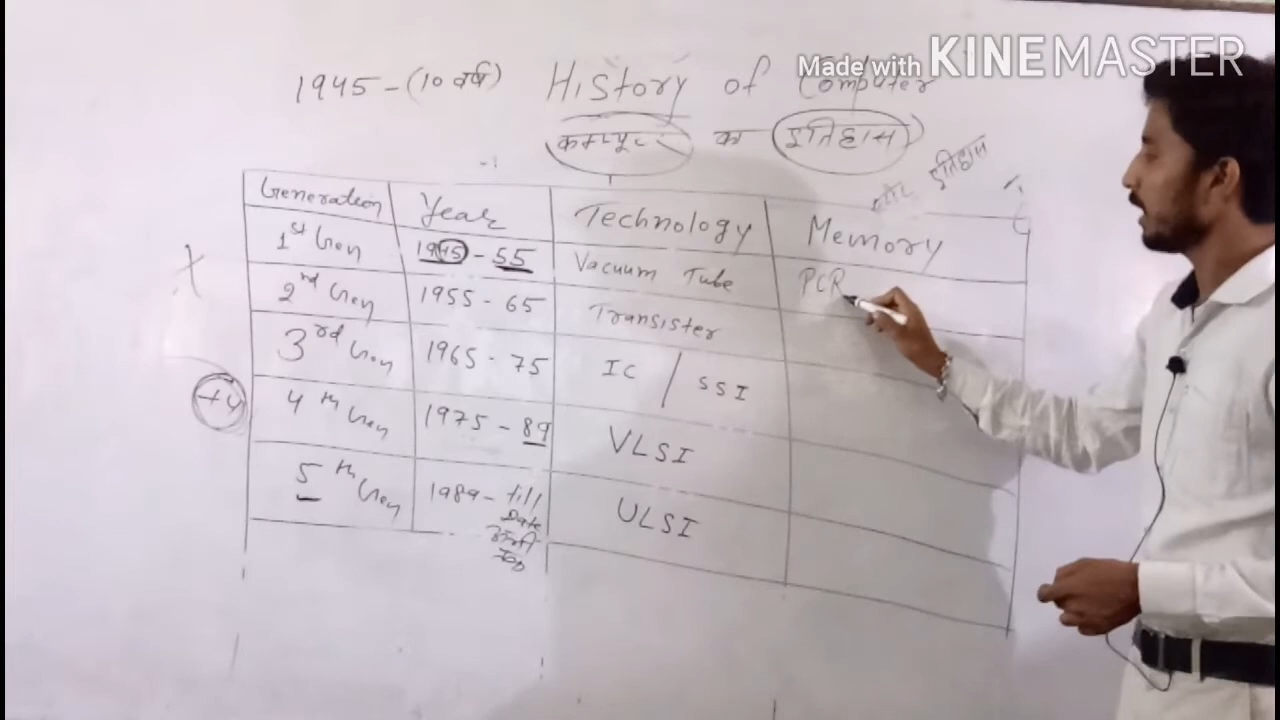 Made with KINEMASTER
1945 - (10 वर्ष) History of Computer
कम्प्यूटर का इतिहास
इतिहास
Generation Year Technology Memory
1st Gen 1945 - 55 Vacuum Tube PCR
2nd Gen 1955 - 65 Transister
3rd Gen 1965 - 75 IC / SSI
4th Gen 1975 - 89 VLSI
5th Gen 1989 - till ULSI
Date